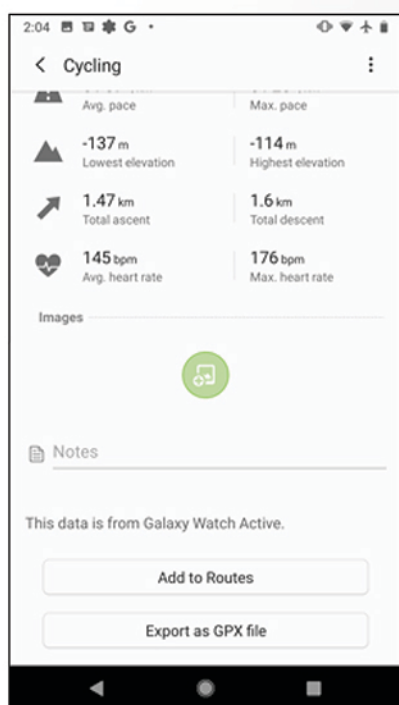 2:04 G
Cycling
Avg. pace Max. pace
-137 m -114 m
Lowest elevation Highest elevation
1.47 km 1.6 km
Total ascent Total descent
145 bpm 176 bpm
Avg. heart rate Max. heart rate
Images
Notes
This data is from Galaxy Watch Active.
Add to Routes
Export as GPX file